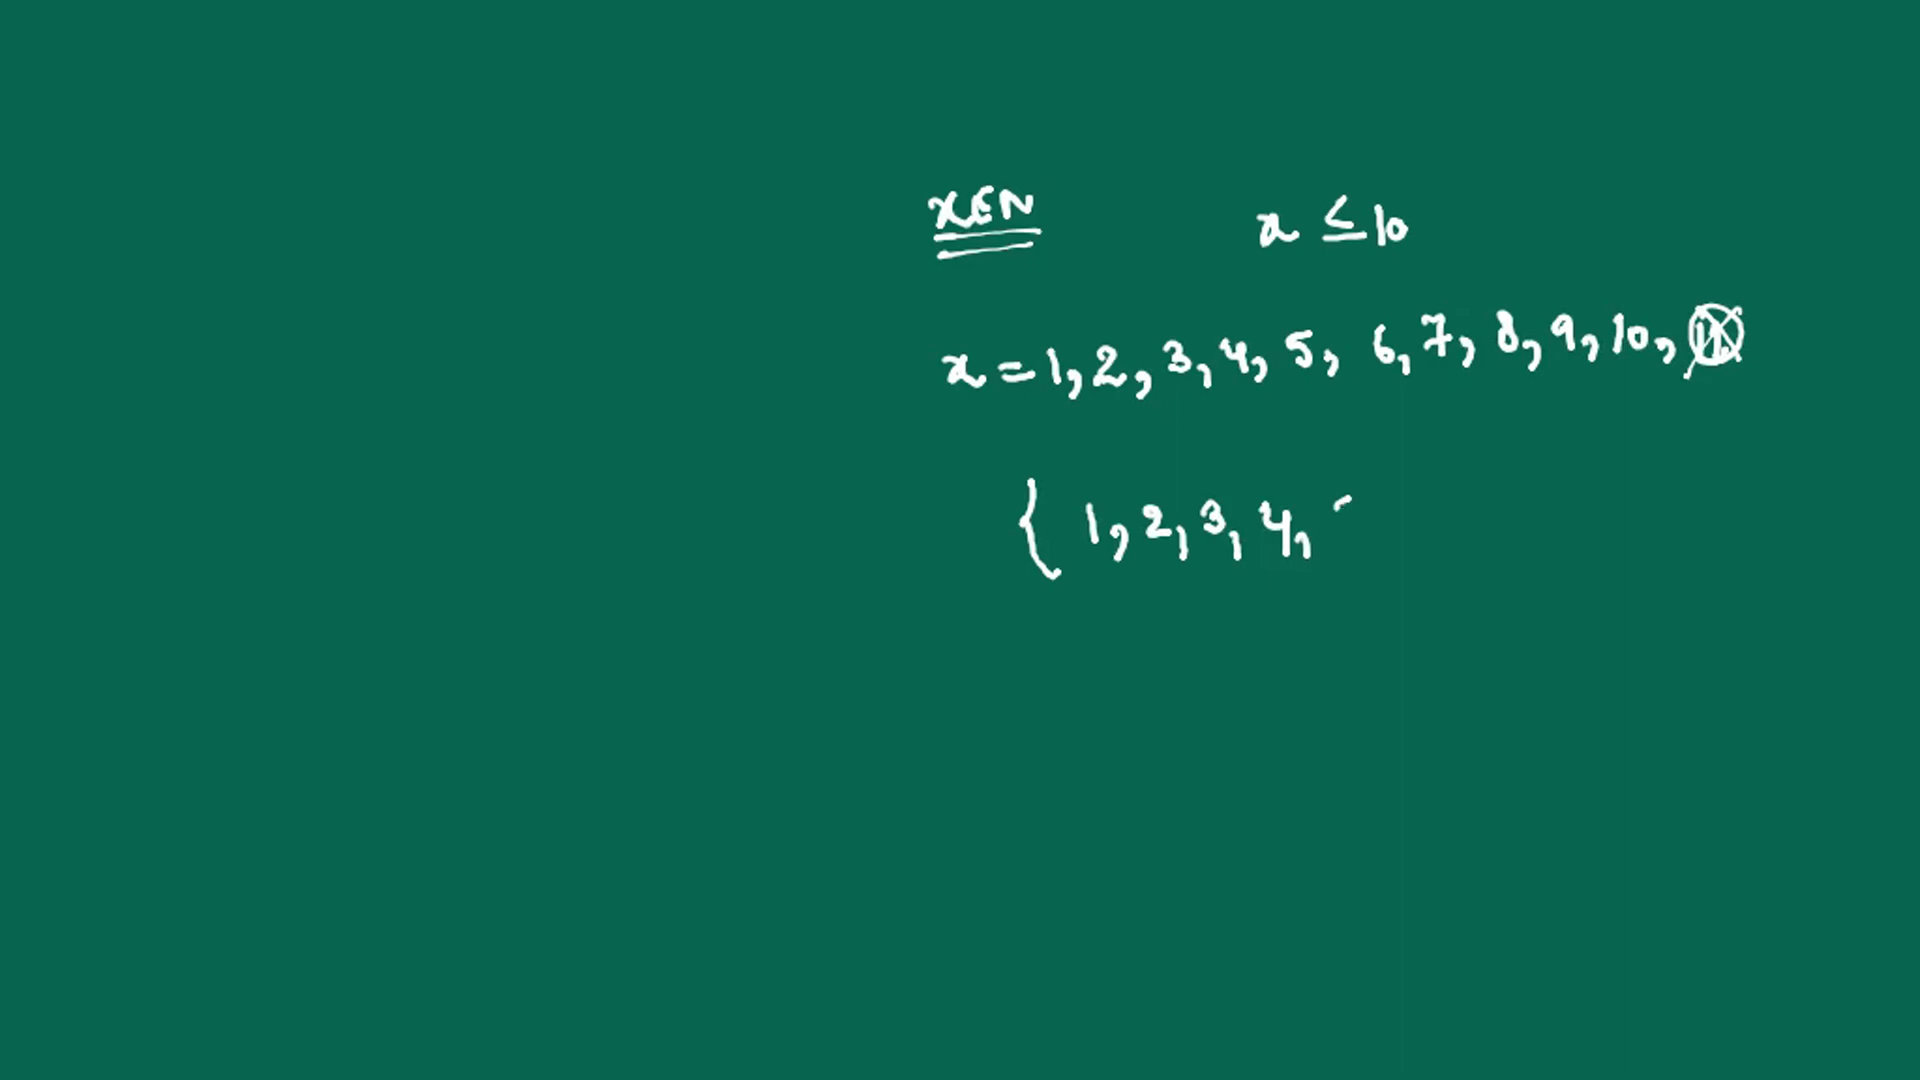 x∈N x ≤ 10
x = 1, 2, 3, 4, 5, 6, 7, 8, 9, 10,
{ 1, 2, 3, 4,